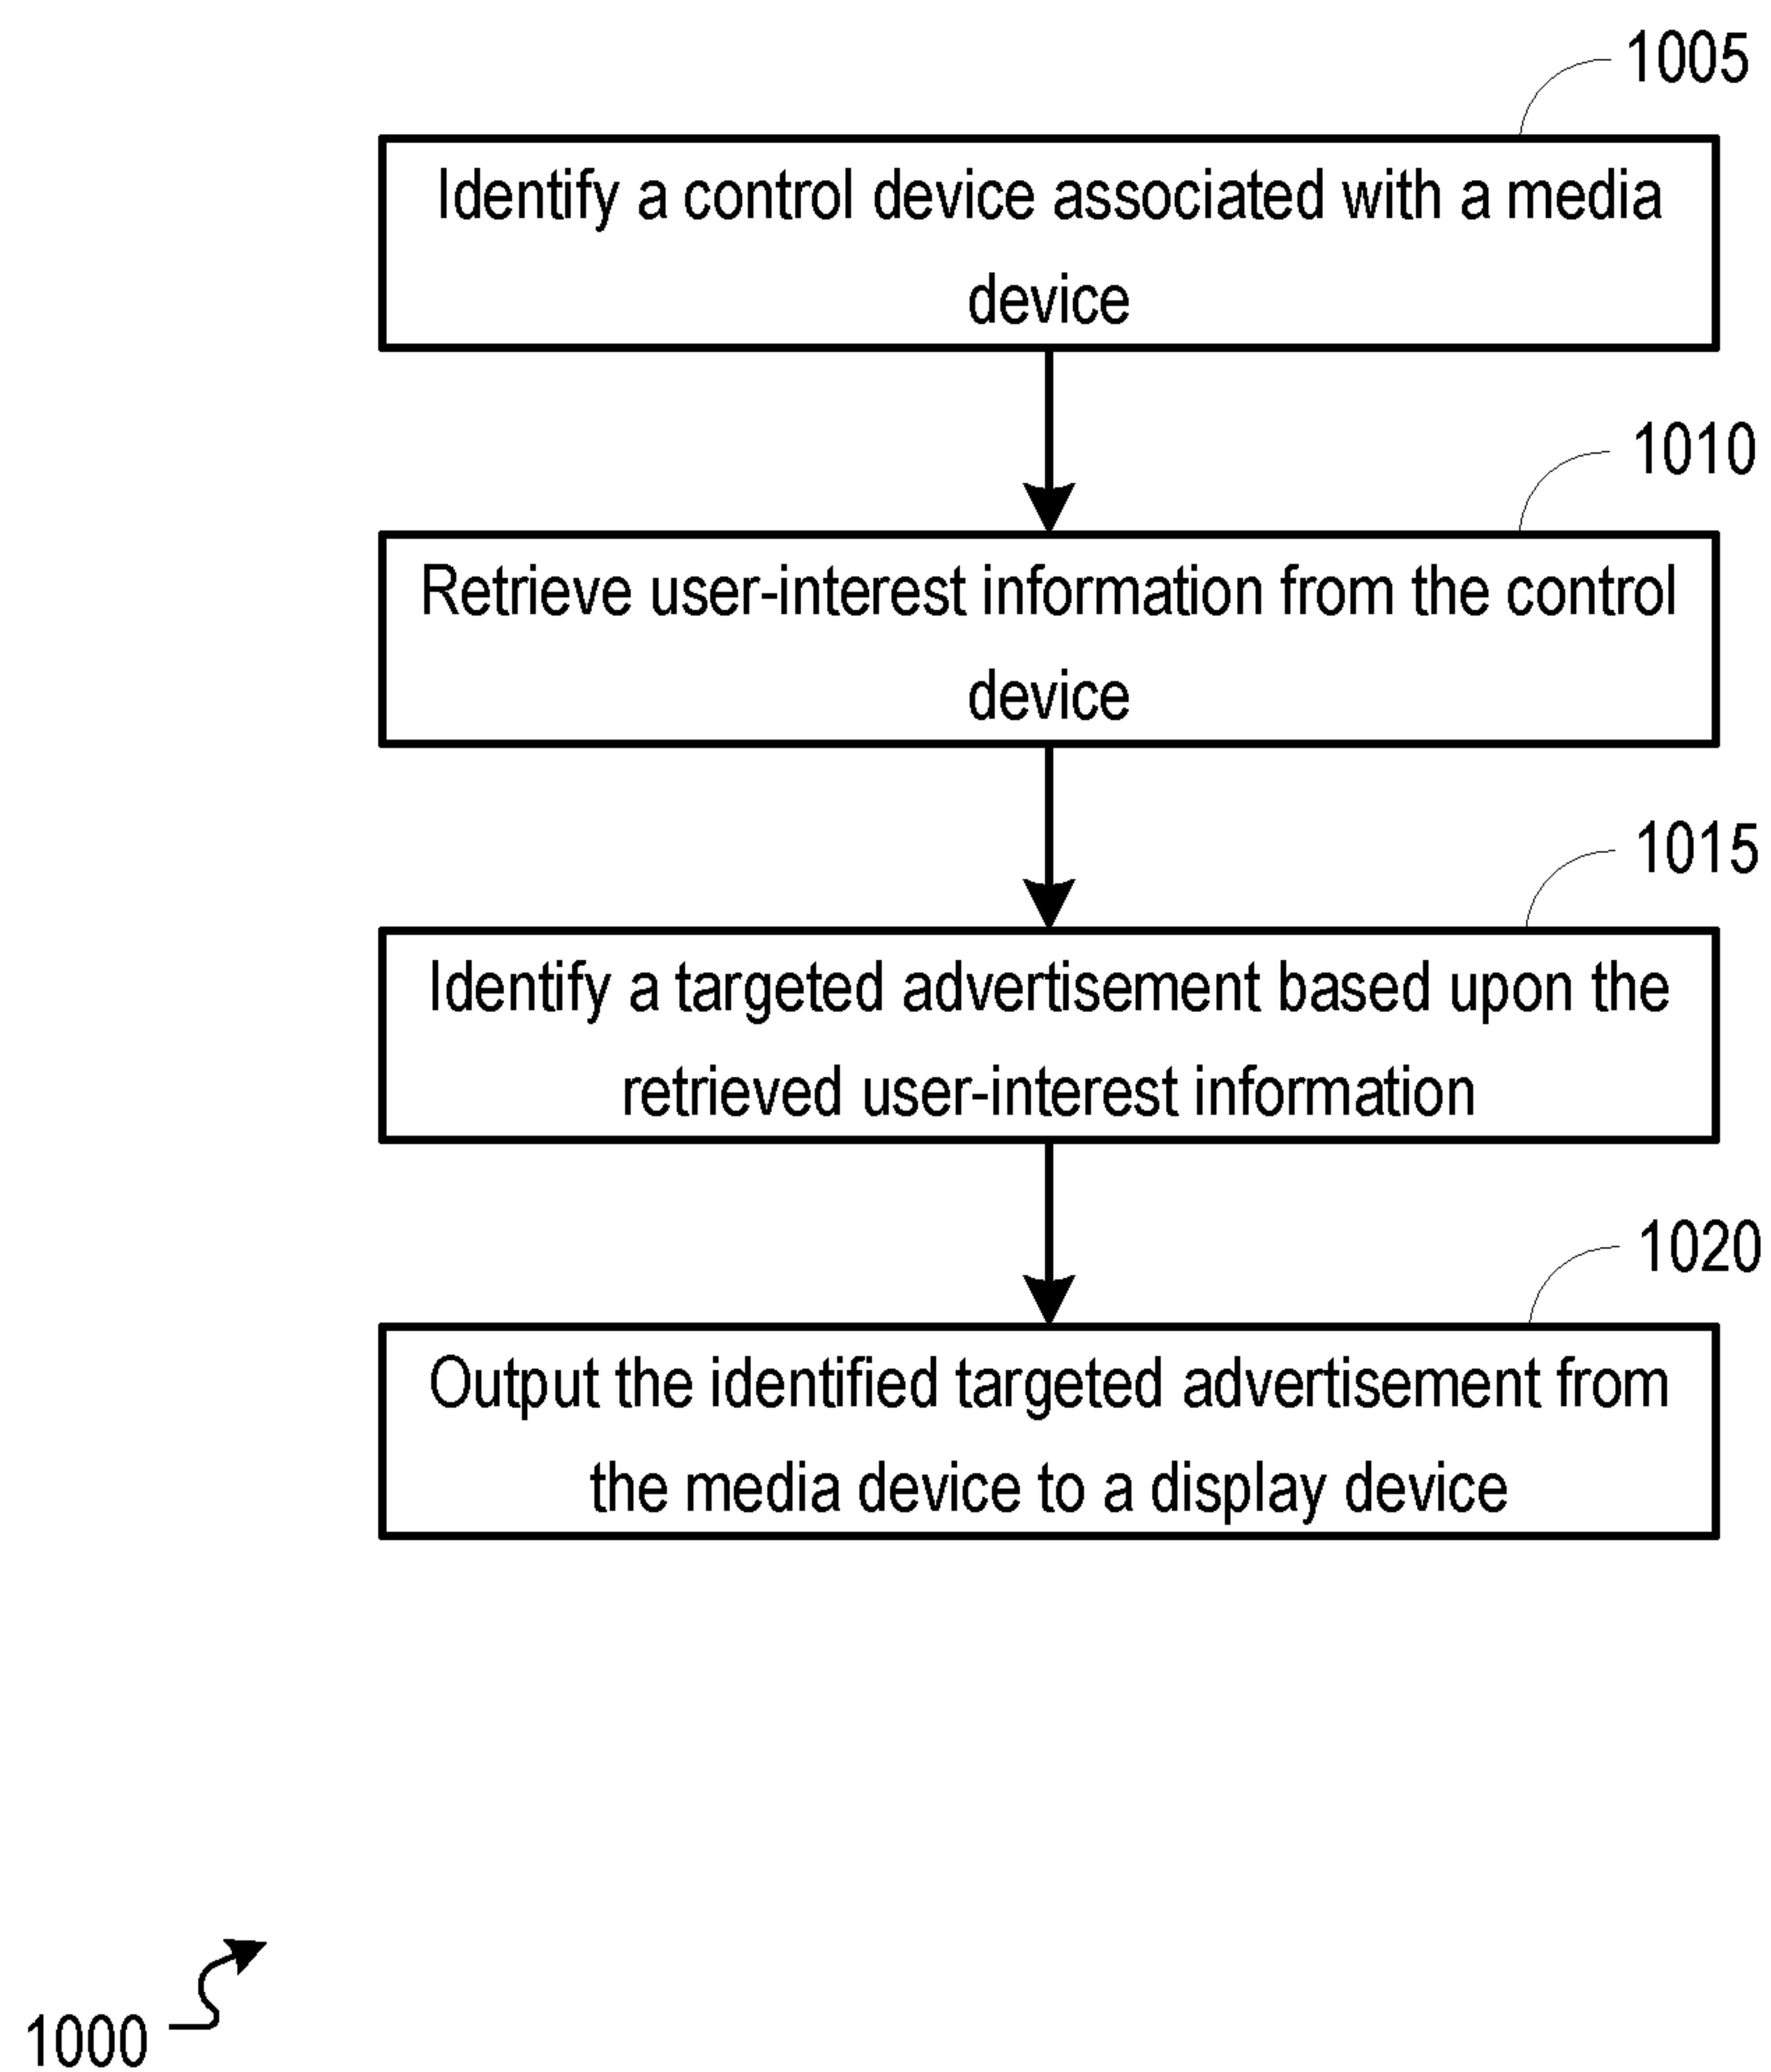 1005
Identify a control device associated with a media
device
1010
Retrieve user-interest information from the control
device
1015
Identify a targeted advertisement based upon the
retrieved user-interest information
1020
Output the identified targeted advertisement from
the media device to a display device
1000